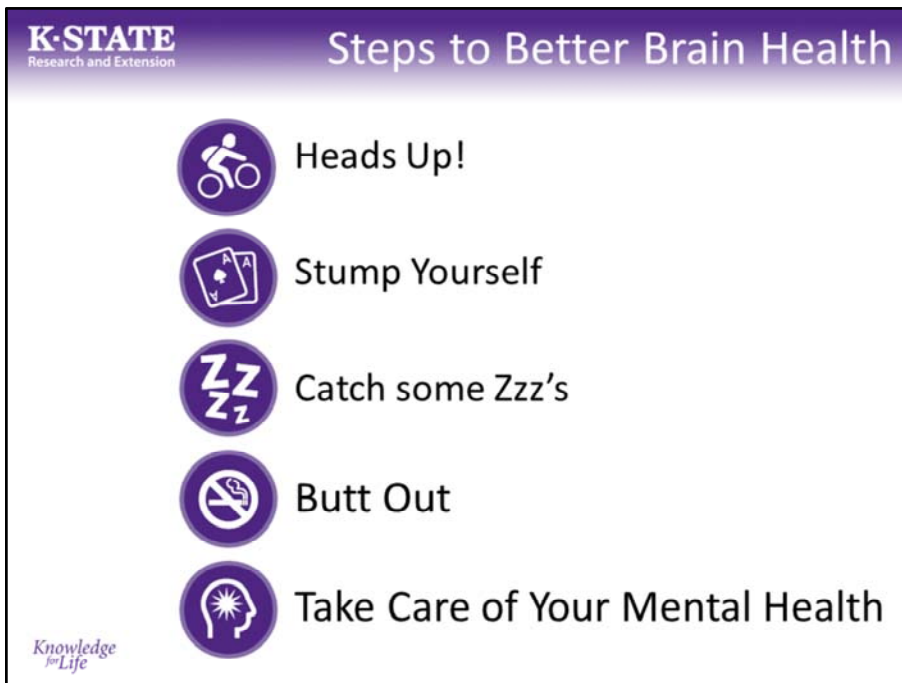 K·STATE
Research and Extension
Steps to Better Brain Health
Heads Up!
A
A
A
Stump Yourself
Z Z
Z z
Catch some Zzz's
Butt Out
Take Care of Your Mental Health
Knowledge
for Life